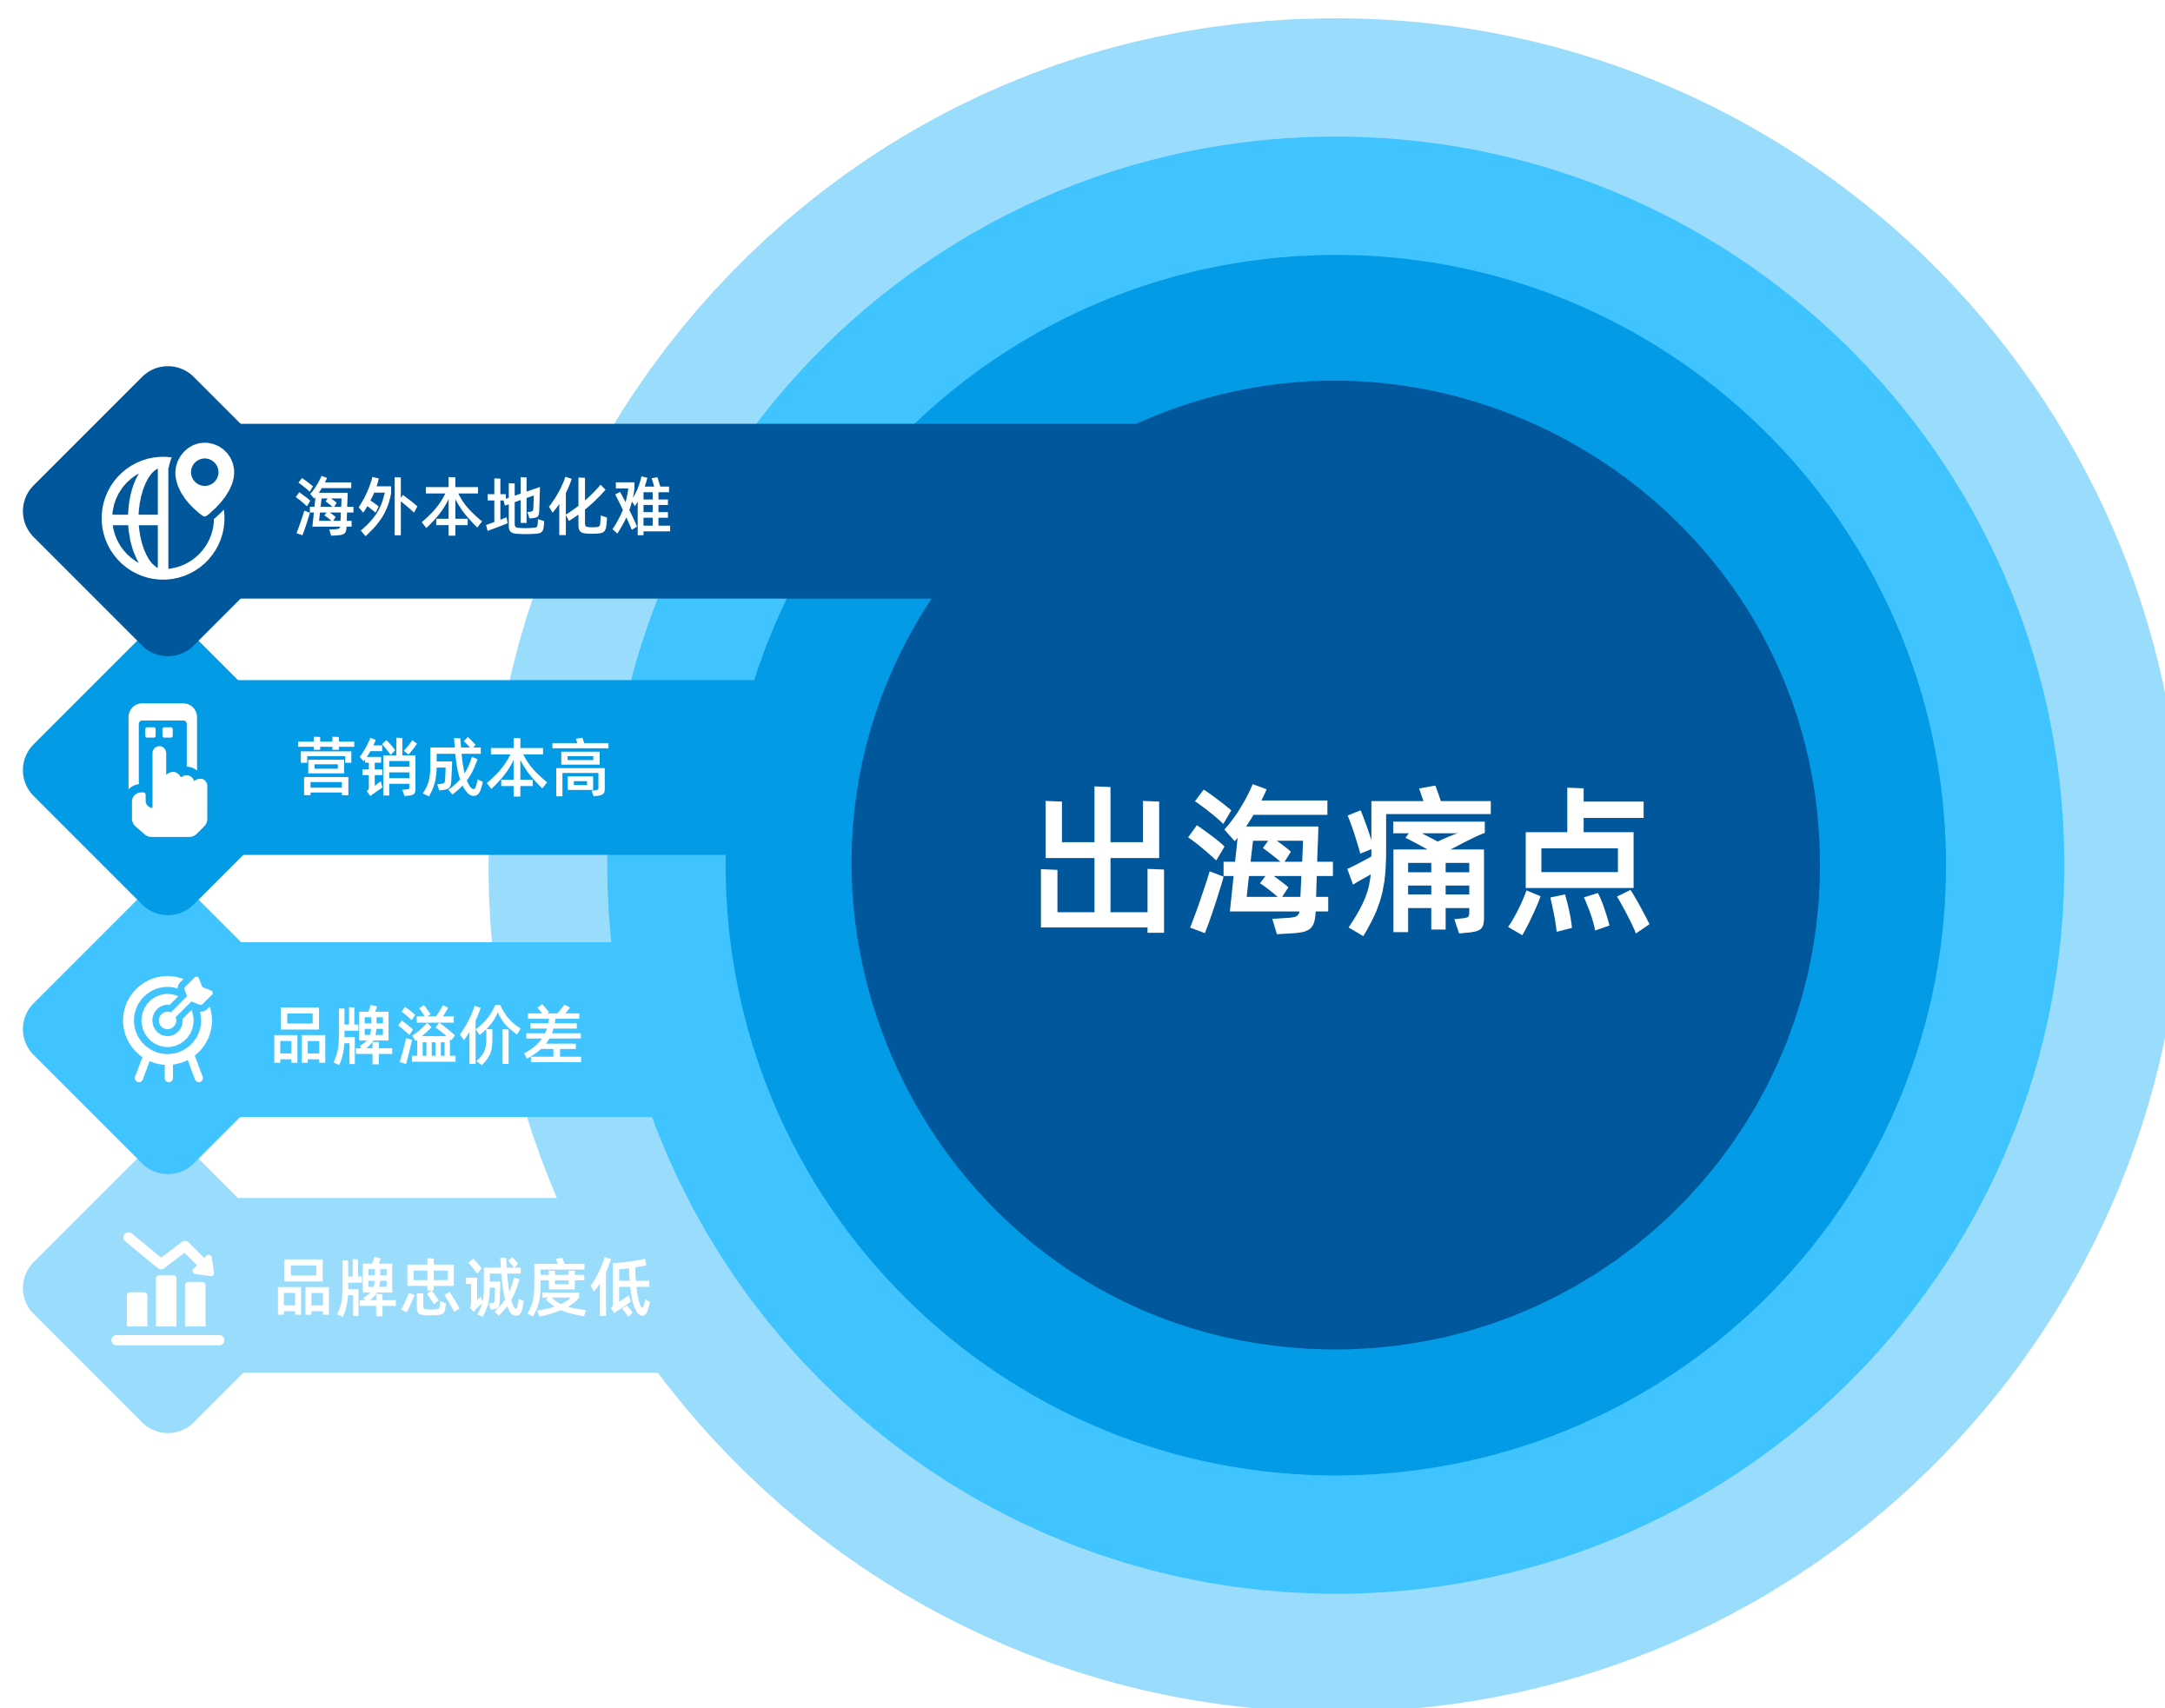 海外本地化难
营销成本高
品牌溢价差
品牌忠诚度低
出海痛点